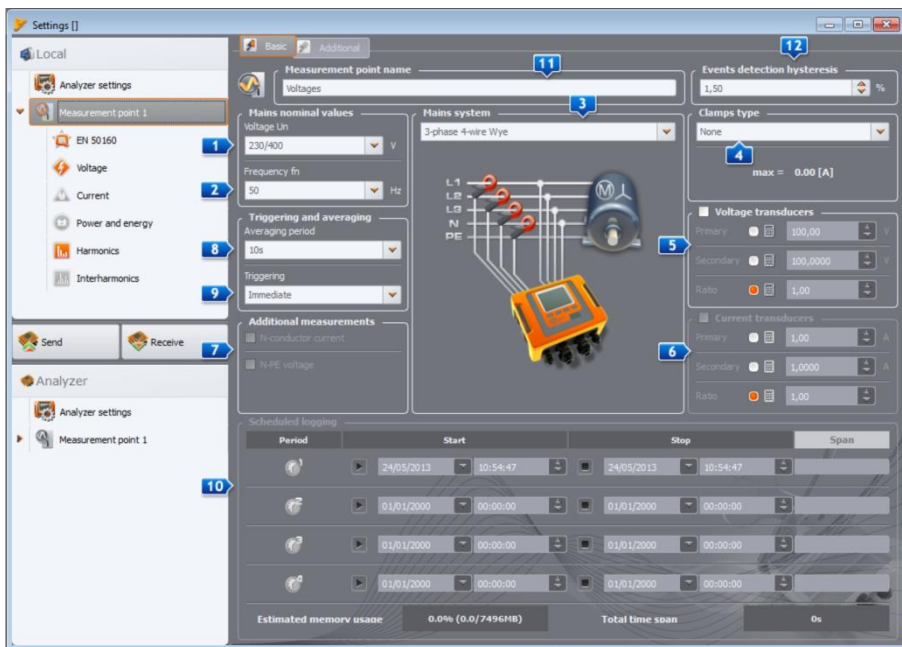 Settings []
Local
Analyzer settings
Measurement point 1
EN 50160
Voltage
Current
Power and energy
Harmonics
Interharmonics
Send
Receive
Analyzer
Analyzer settings
Measurement point 1
Basic
Additional
11
12
Measurement point name
Voltages
Events detection hysteresis
1,50 %
Mains nominal values
Voltage Un
1
230/400 V
Frequency fn
2
50 Hz
Triggering and averaging
Averaging period
8
10s
Triggering
9
Immediate
7
Additional measurements
N-conductor current
N-PE voltage
3
Mains system
3-phase 4-wire Wye
L1
L2
L3
N
PE
M
Clamps type
None
4
max = 0.00 [A]
5
Voltage transducers
Primary 100,00 V
Secondary 100,0000 V
Ratio 1,00
6
Current transducers
Primary 1,00 A
Secondary 1,0000 A
Ratio 1,00
10
Scheduled logging
Period Start Stop Span
1 24/05/2013 10:54:47 24/05/2013 10:54:47
2 01/01/2000 00:00:00 01/01/2000 00:00:00
3 01/01/2000 00:00:00 01/01/2000 00:00:00
4 01/01/2000 00:00:00 01/01/2000 00:00:00
Estimated memory usage 0.0% (0.0/7496MB) Total time span 0s